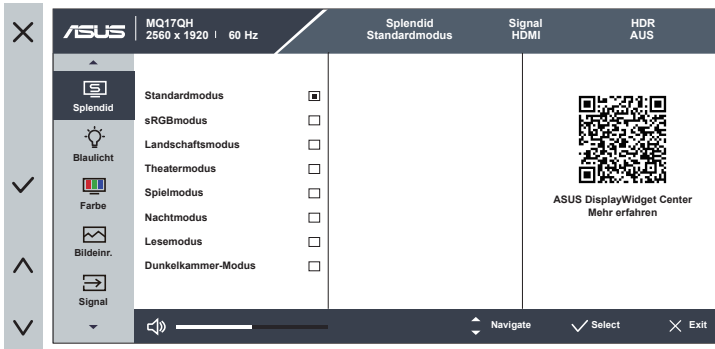 ASUS
MQ17QH
2560 x 1920 60 Hz
Splendid
Standardmodus
Signal
HDMI
HDR
AUS
Splendid
Blaulicht
Farbe
Bildeinr.
Signal
Standardmodus
sRGBmodus
Landschaftsmodus
Theatermodus
Spielmodus
Nachtmodus
Lesemodus
Dunkelkammer-Modus
ASUS DisplayWidget Center
Mehr erfahren
Navigate
Select
Exit